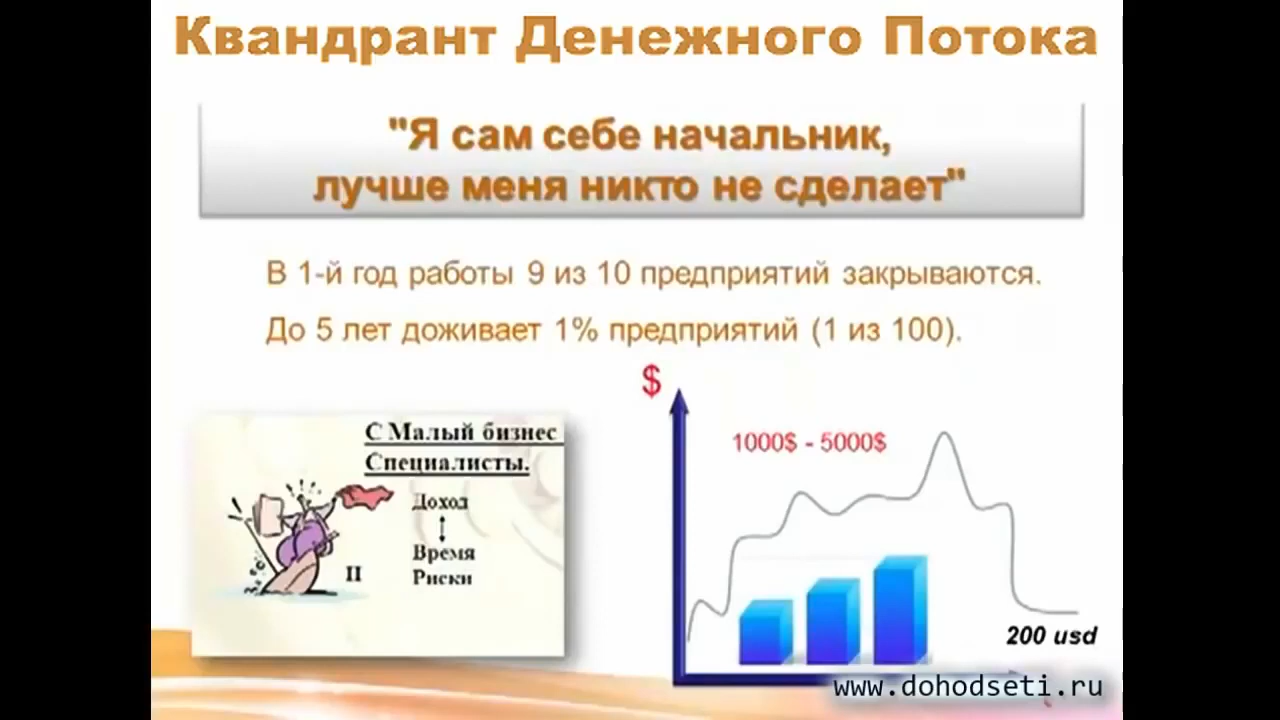 Квандрант Денежного Потока
"Я сам себе начальник,
лучше меня никто не сделает"
В 1-й год работы 9 из 10 предприятий закрываются.
До 5 лет доживает 1% предприятий (1 из 100).
С Малый бизнес
Специалисты.
Доход
Время
Риски
II
$
1000$ - 5000$
200 usd
www.dohodseti.ru